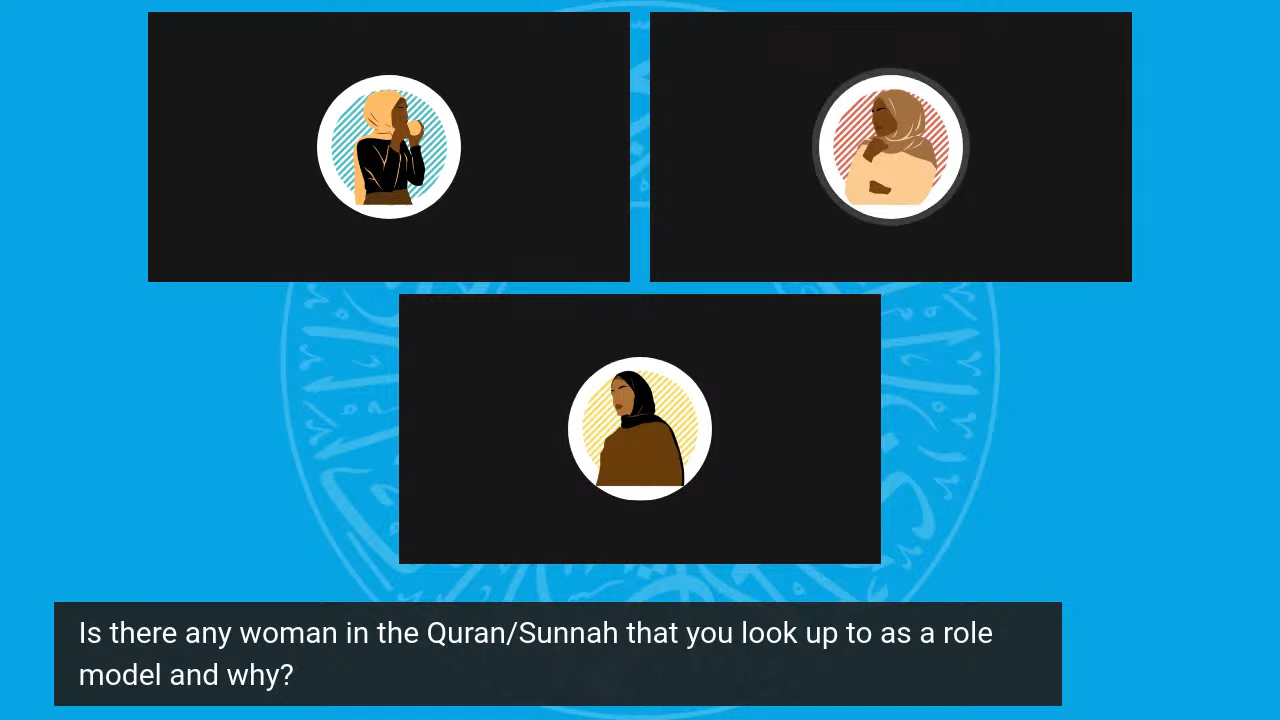 Is there any woman in the Quran/Sunnah that you look up to as a role
model and why?